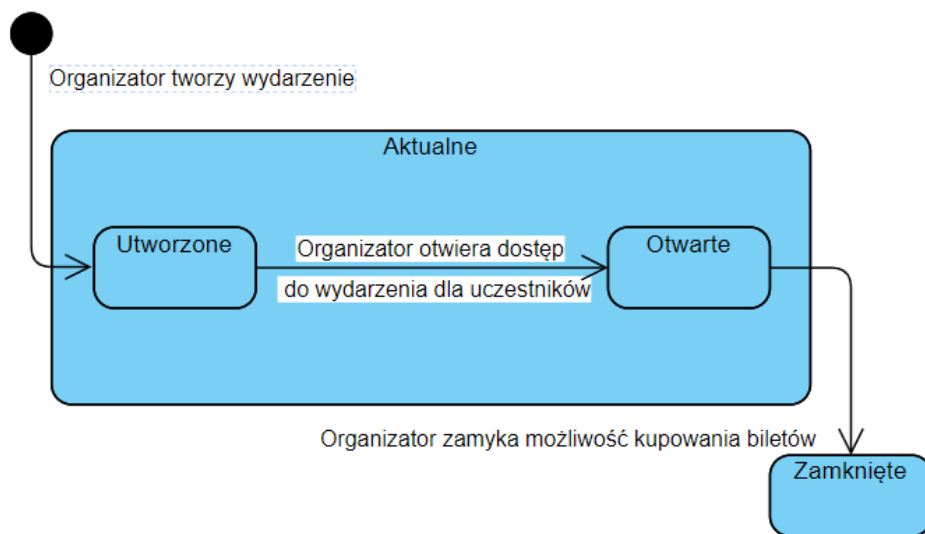 Organizator tworzy wydarzenie
Aktualne
Utworzone
Organizator otwiera dostęp
do wydarzenia dla uczestników
Otwarte
Organizator zamyka możliwość kupowania biletów
Zamknięte